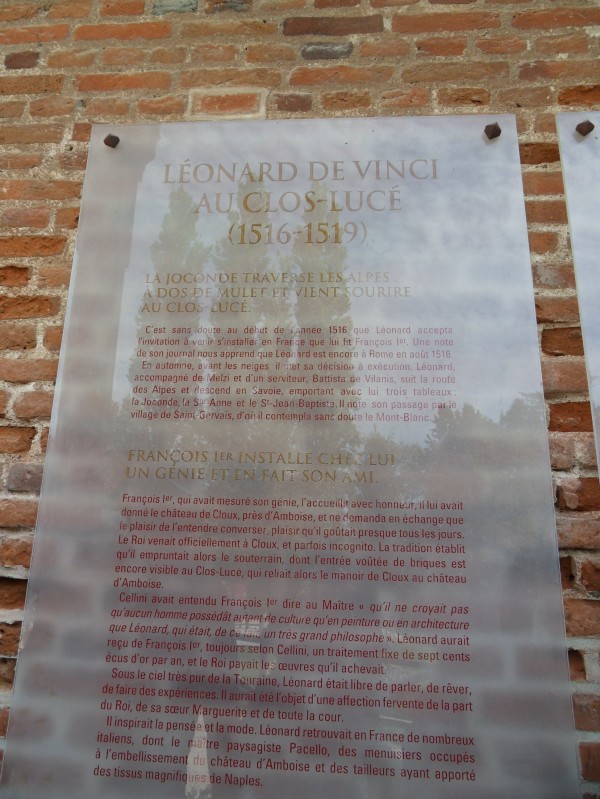 LÉONARD DE VINCI
AU CLOS-LUCÉ
(1516-1519)
LA JOCONDE TRAVERSE LES ALPES
A DOS DE MULET ET VIENT SOURIRE
AU CLOS-LUCÉ.
C'est sans doute au début de l'année 1516 que Léonard accepta
l'invitation à venir s'installer en France que lui fit François Ier. Une note
de son journal nous apprend que Léonard est encore à Rome en août 1516.
En automne, avant les neiges il met sa décision à exécution. Léonard,
accompagné de Melzi et d'un serviteur, Battista de Vilanis, suit la route
des Alpes et descend en Savoie, emportant avec lui trois tableaux :
la Joconde, la Ste Anne et le St-Jean-Baptiste. Il note son passage par le
village de Saint-Gervais, d'où il contempla sans doute le Mont-Blanc.
FRANÇOIS IER INSTALLE CHEZ LUI
UN GÉNIE ET EN FAIT SON AMI.
François Ier, qui avait mesuré son génie, l'accueillit avec honneur, il lui avait
donné le château de Cloux, près d'Amboise, et ne demanda en échange que
le plaisir de l'entendre converser, plaisir qu'il goûtait presque tous les jours.
Le Roi venait officiellement à Cloux, et parfois incognito. La tradition établit
qu'il empruntait alors le souterrain, dont l'entrée voûtée de briques est
encore visible au Clos-Luce, qui reliait alors le manoir de Cloux au château
d'Amboise.
Cellini avait entendu François Ier dire au Maître « qu'il ne croyait pas
qu'aucun homme possédât autant de culture qu'en peinture ou en architecture
que Léonard, qui était, de ce fait, un très grand philosophe ». Léonard aurait
reçu de François Ier, toujours selon Cellini, un traitement fixe de sept cents
écus d'or par an, et le Roi payait les œuvres qu'il achevait.
Sous le ciel très pur de la Touraine, Léonard était libre de parler, de rêver,
de faire des expériences. Il aurait été l'objet d'une affection fervente de la part
du Roi, de sa sœur Marguerite et de toute la cour.
Il inspirait la pensée et la mode. Léonard retrouvait en France de nombreux
italiens, dont le maître paysagiste Pacello, des menuisiers occupés
à l'embellissement du château d'Amboise et des tailleurs ayant apporté
des tissus magnifiques de Naples.